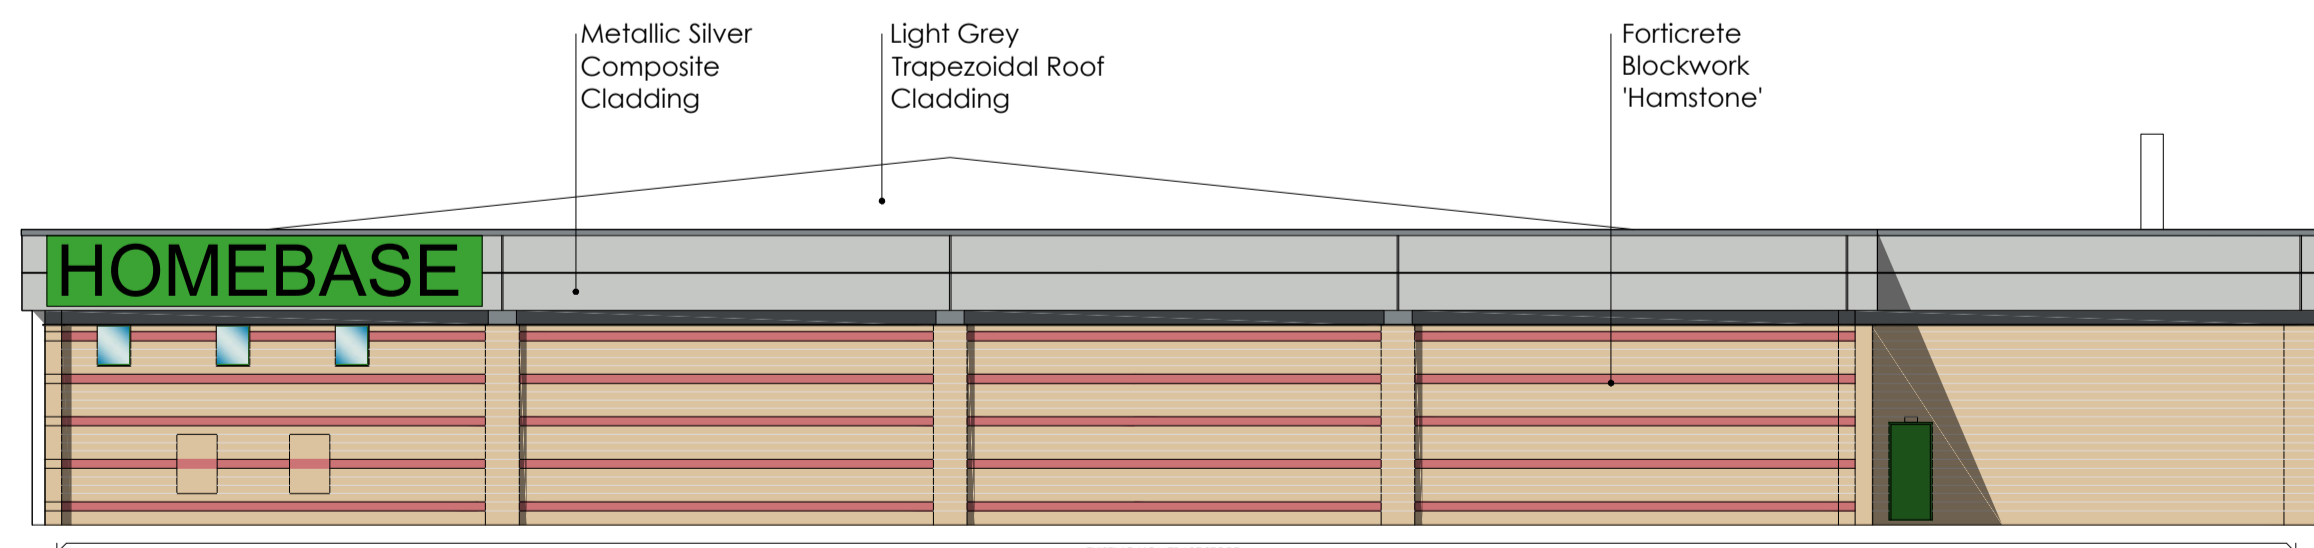 Metallic Silver
Composite
Cladding
Light Grey
Trapezoidal Roof
Cladding
Forticrete
Blockwork
'Hamstone'
HOMEBASE